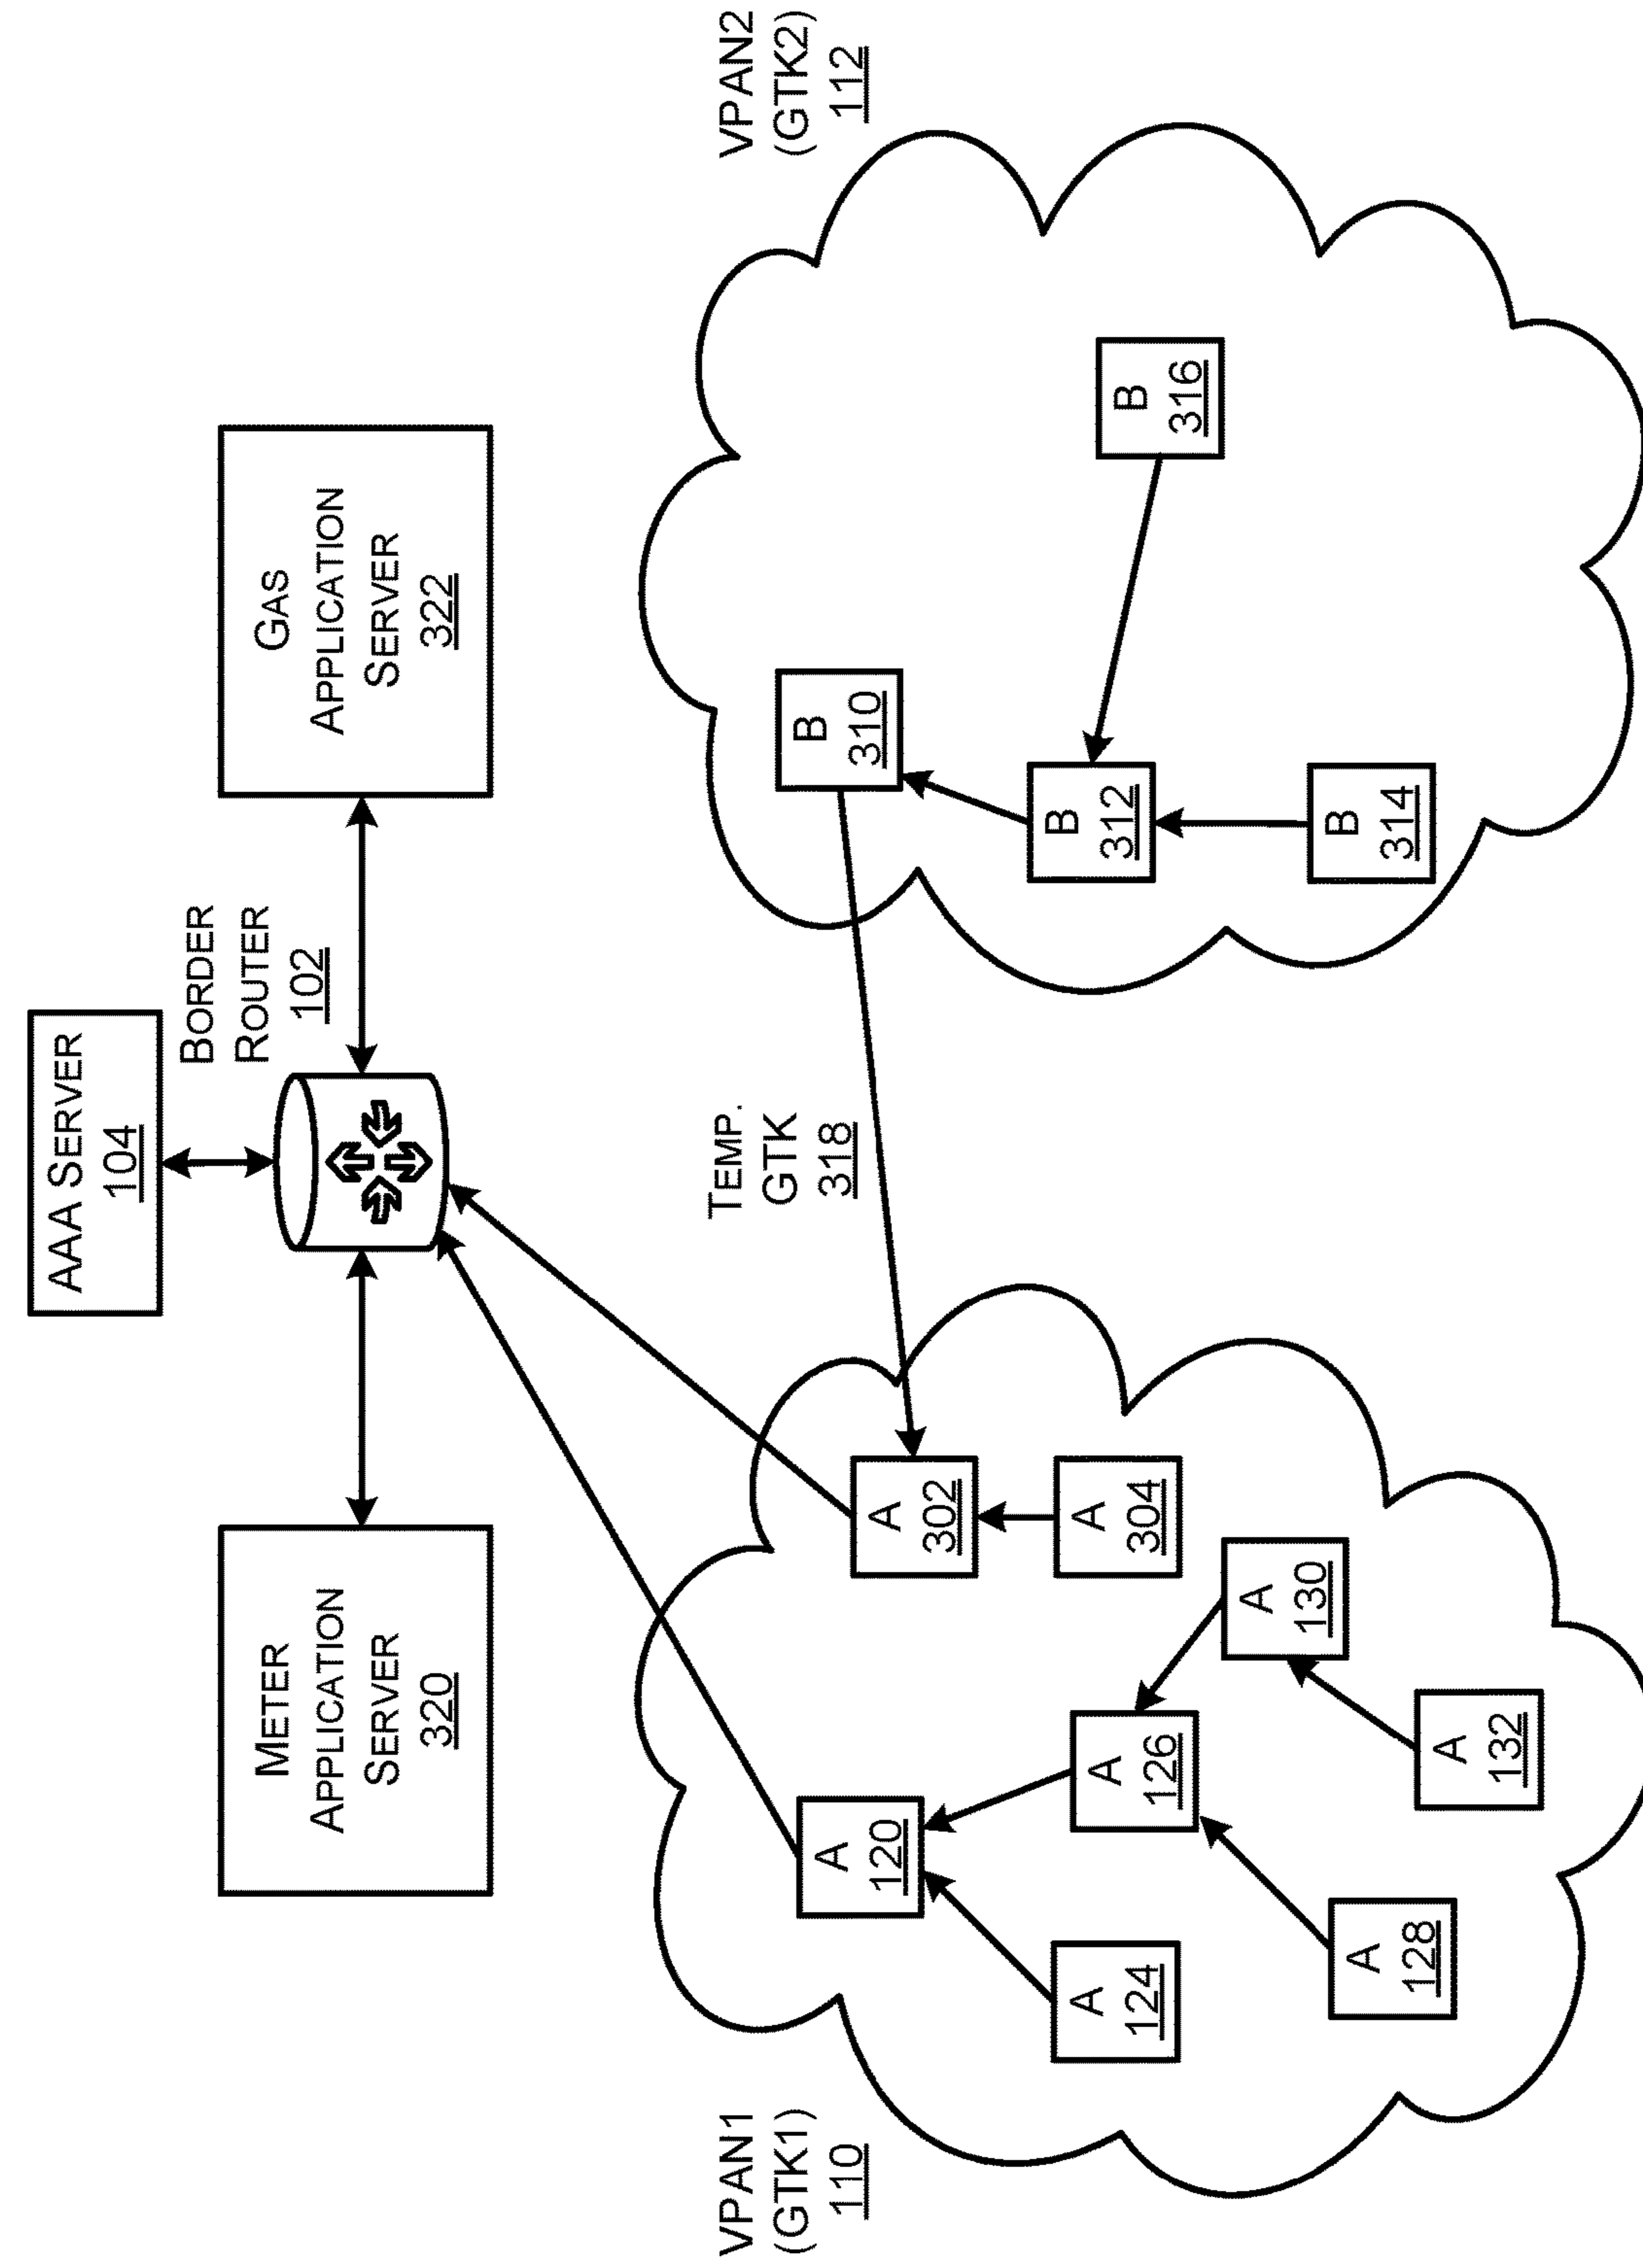 AAA SERVER
104
METER
APPLICATION
SERVER
320
BORDER
ROUTER
102
GAS
APPLICATION
SERVER
322
VPAN1
(GTK1)
110
TEMP.
GTK
318
VPAN2
(GTK2)
112
A
120
A
302
B
310
A
124
A
126
A
304
B
312
B
316
A
128
A
130
A
132
B
314